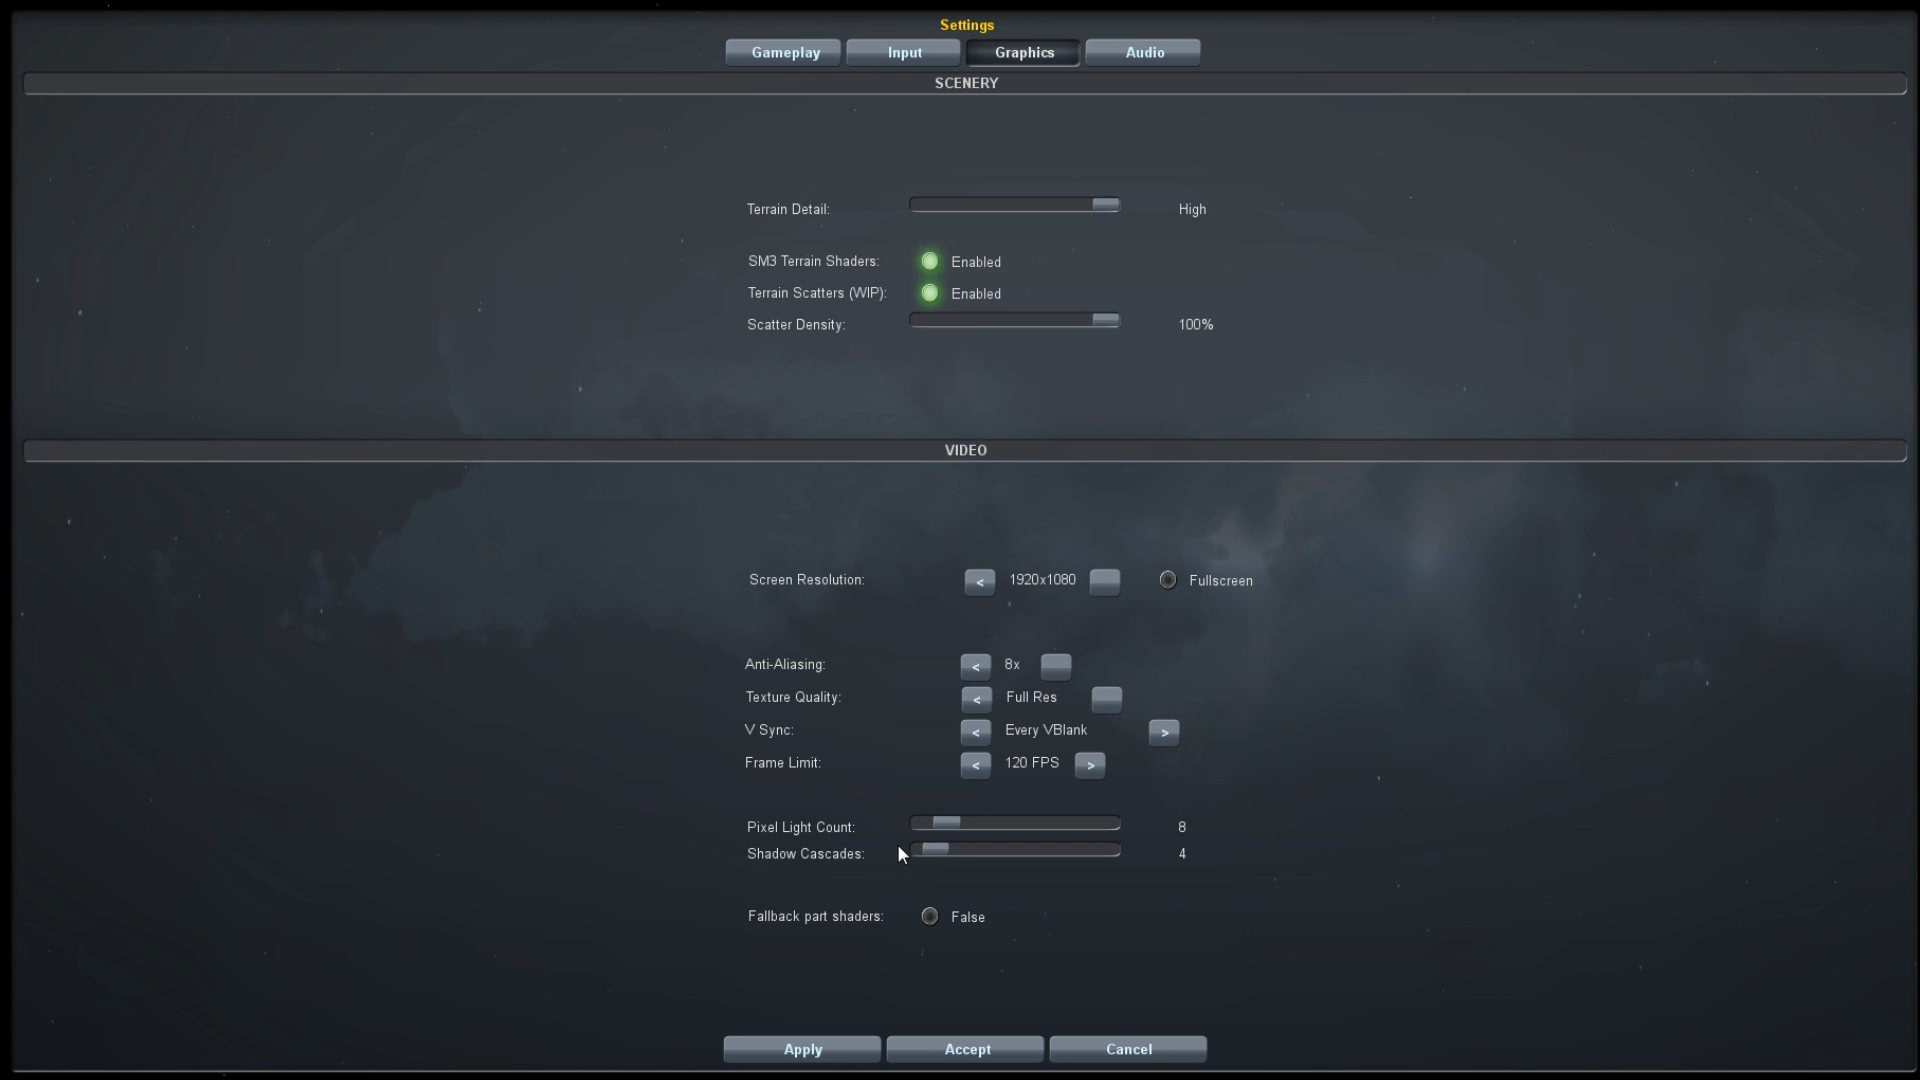 Settings
Gameplay Input Graphics Audio
SCENERY
Terrain Detail: High
SM3 Terrain Shaders: Enabled
Terrain Scatters (WIP): Enabled
Scatter Density: 100%
VIDEO
Screen Resolution: < 1920x1080 Fullscreen
Anti-Aliasing: < 8x
Texture Quality: < Full Res
V Sync: < Every VBlank >
Frame Limit: < 120 FPS >
Pixel Light Count: 8
Shadow Cascades: 4
Fallback part shaders: False
Apply Accept Cancel